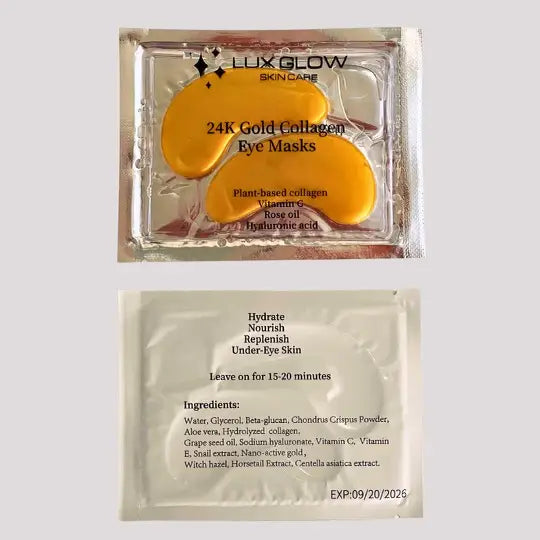 LUX GLOW
SKIN CARE
24K Gold Collagen
Eye Masks
Plant-based collagen
Vitamin C
Rose oil
Hyaluronic acid
Hydrate
Nourish
Replenish
Under-Eye Skin
Leave on for 15-20 minutes
Ingredients:
Water, Glycerol, Beta-glucan, Chondrus Crispus Powder,
Aloe vera, Hydrolyzed collagen,
Grape seed oil, Sodium hyaluronate, Vitamin C, Vitamin
E, Snail extract, Nano-active gold,
Witch hazel, Horsetail Extract, Centella asiatica extract.
EXP:09/20/2026